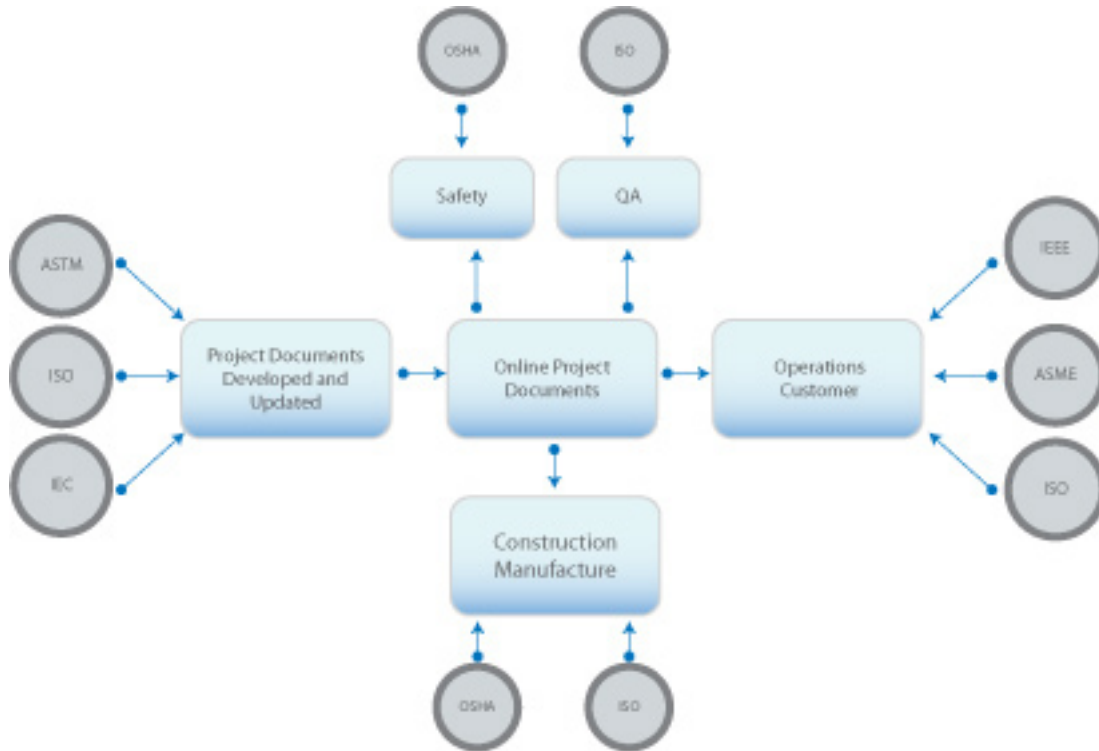 OSHA
ISO
Safety
QA
ASTM
IEEE
Project Documents
Developed and
Updated
Online Project
Documents
Operations
Customer
ISO
ASME
IEC
ISO
Construction
Manufacture
OSHA
ISO